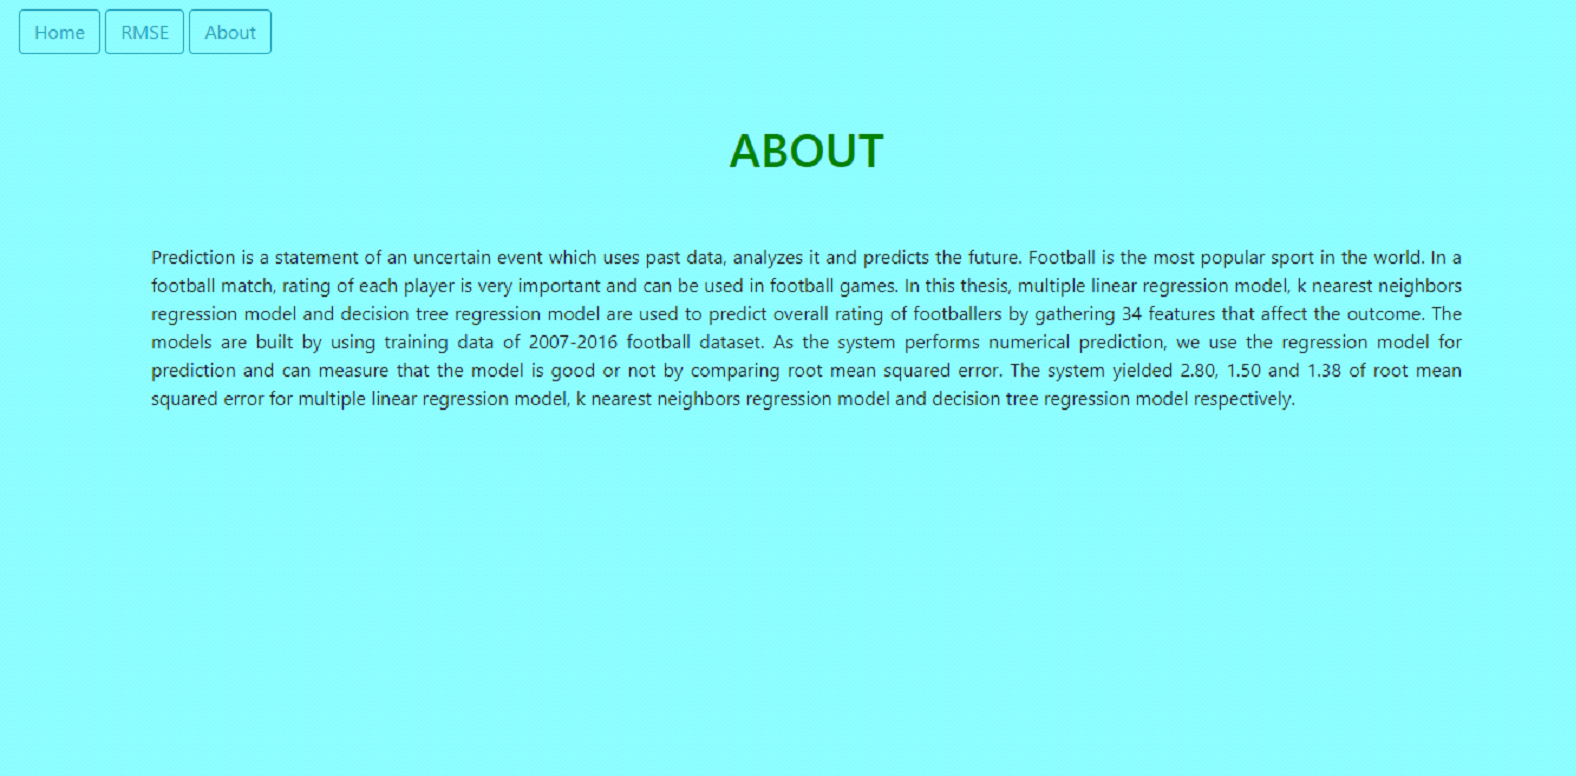 Home RMSE About
ABOUT
Prediction is a statement of an uncertain event which uses past data, analyzes it and predicts the future. Football is the most popular sport in the world. In a
football match, rating of each player is very important and can be used in football games. In this thesis, multiple linear regression model, k nearest neighbors
regression model and decision tree regression model are used to predict overall rating of footballers by gathering 34 features that affect the outcome. The
models are built by using training data of 2007-2016 football dataset. As the system performs numerical prediction, we use the regression model for
prediction and can measure that the model is good or not by comparing root mean squared error. The system yielded 2.80, 1.50 and 1.38 of root mean
squared error for multiple linear regression model, k nearest neighbors regression model and decision tree regression model respectively.